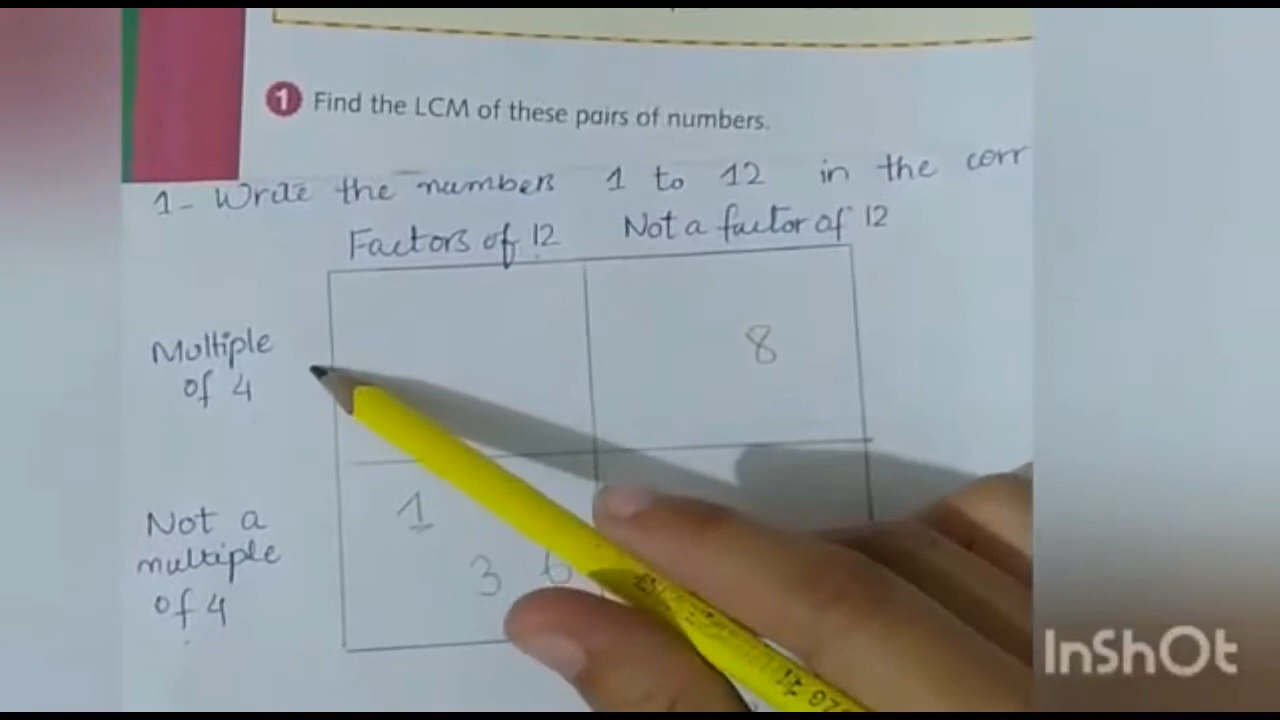 1 Find the LCM of these pairs of numbers.
1- Write the numbers 1 to 12 in the corr
Factors of 12 Not a factor of 12
Multiple
of 4
8
1
3 6
Not a
multiple
of 4
InShOt